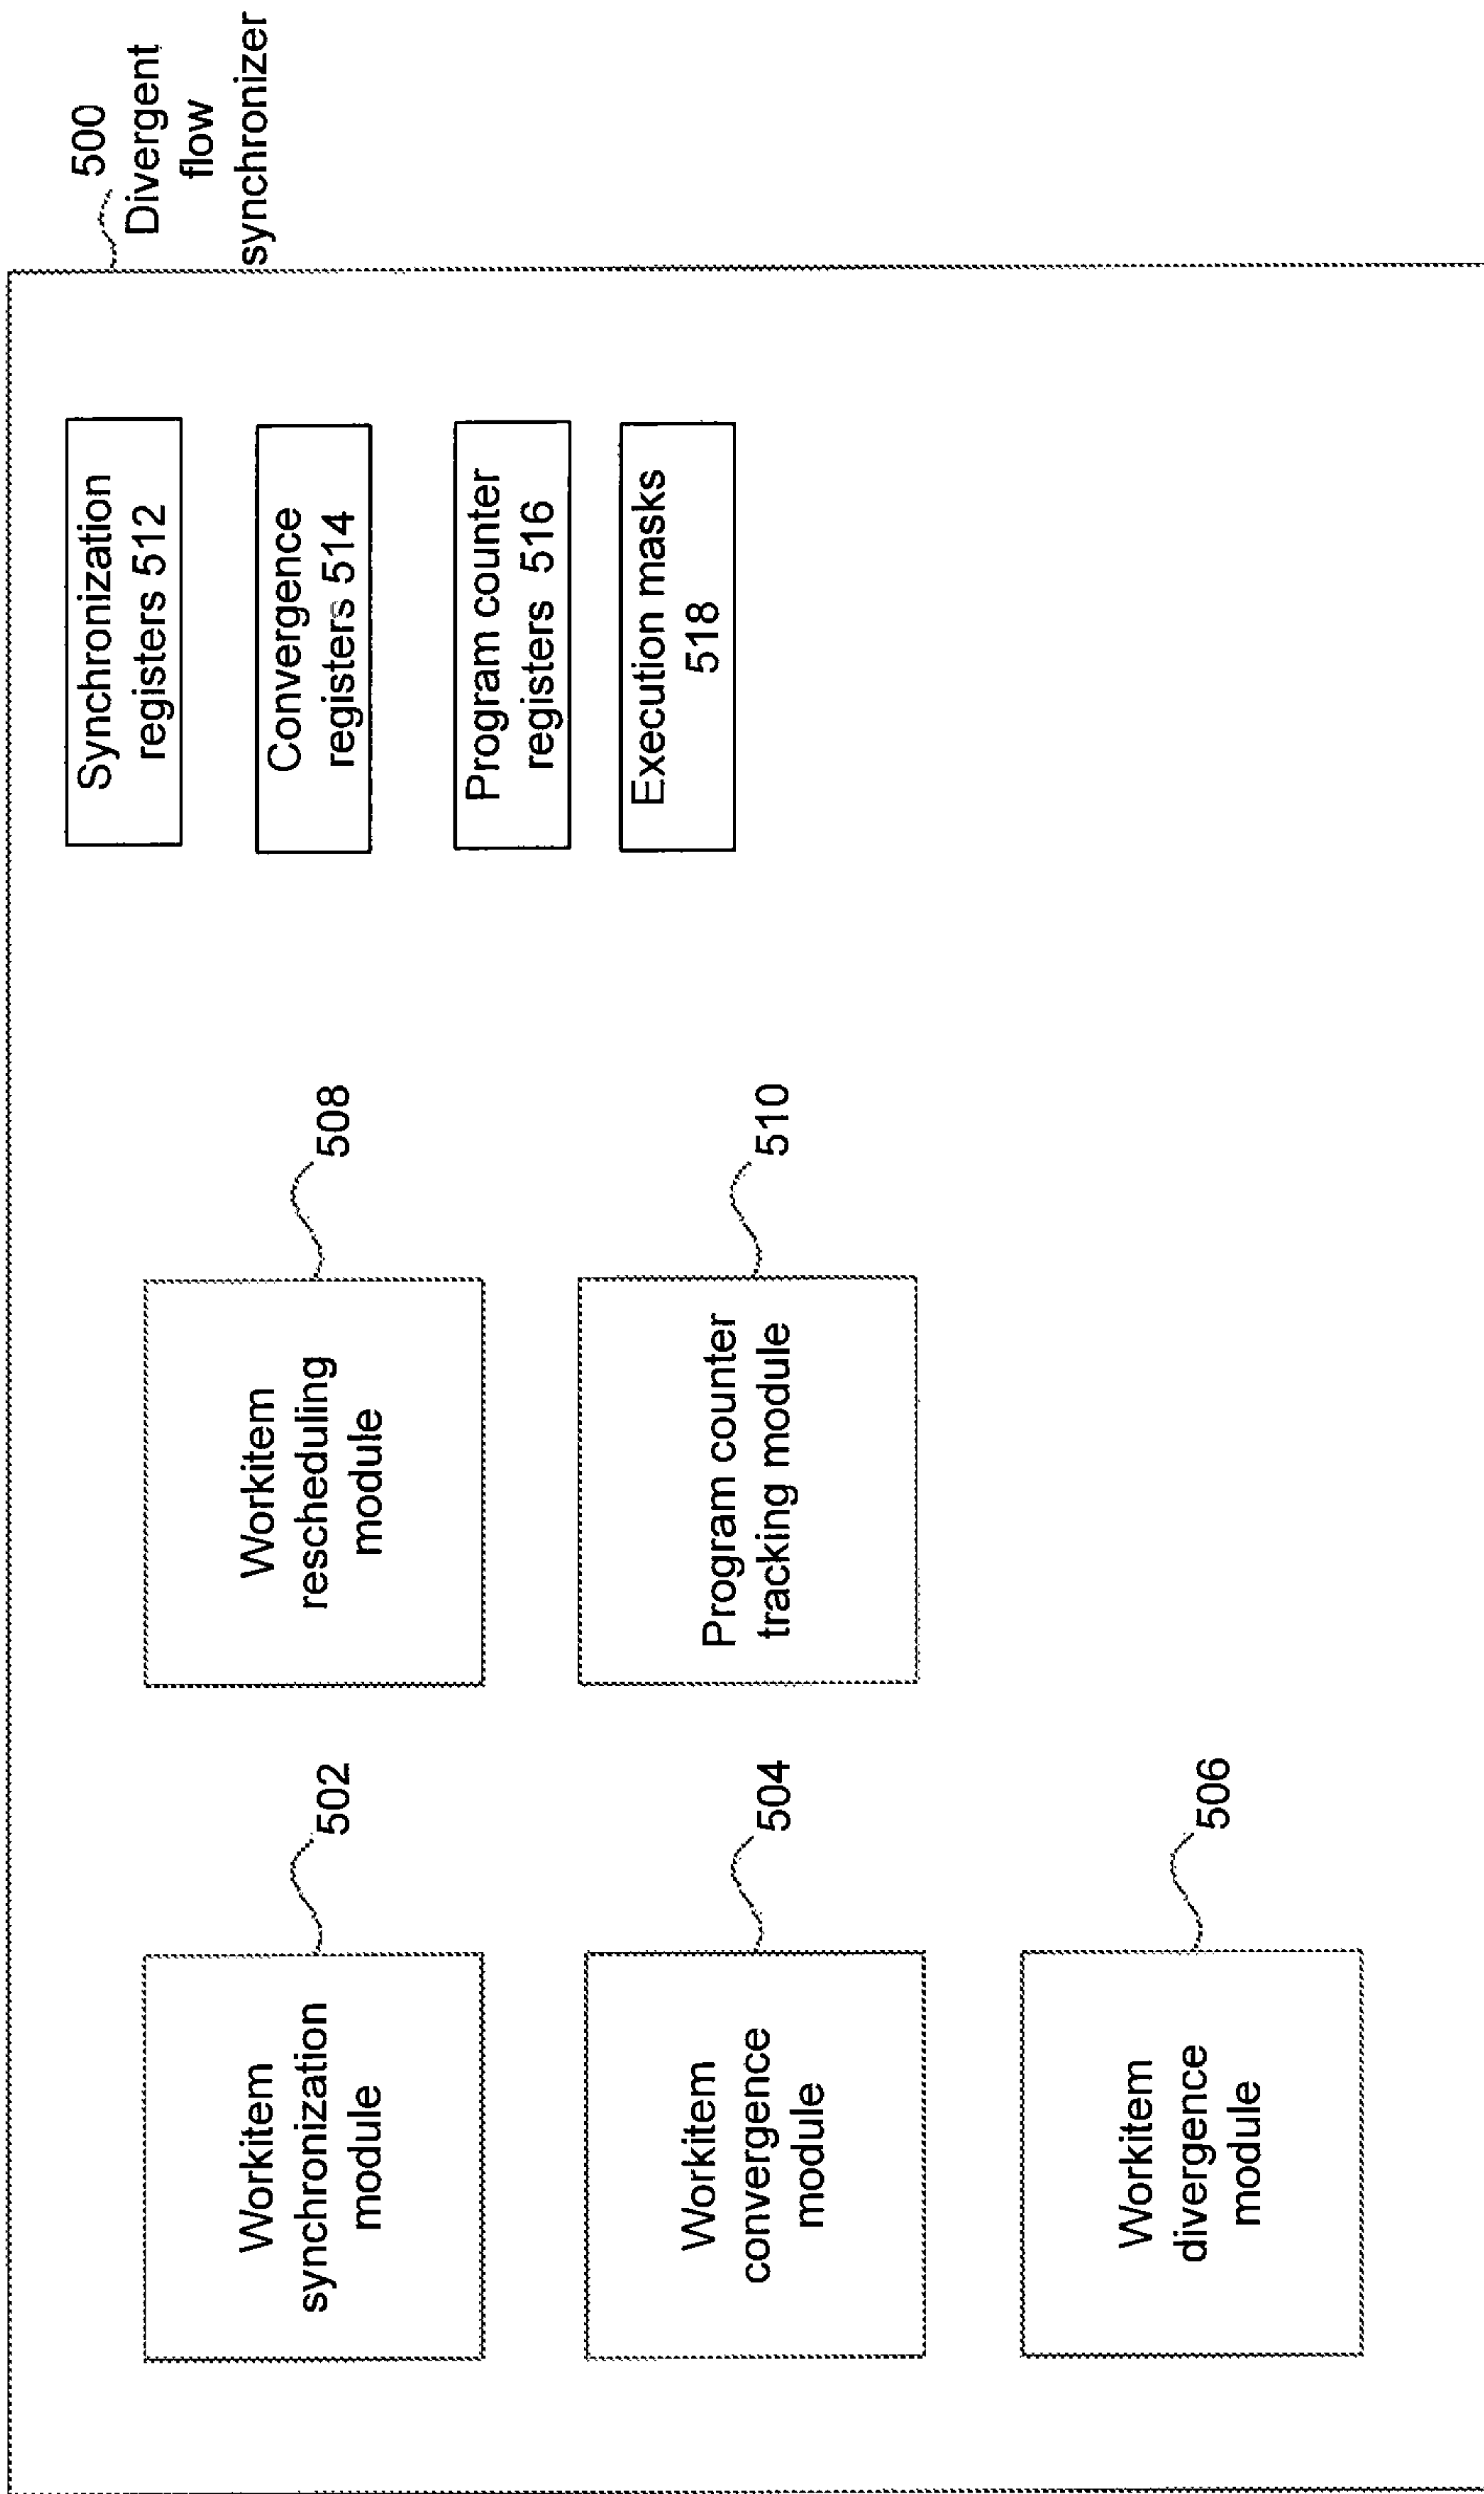 500
Divergent
flow
synchronizer
Workitem
synchronization
module
502
Workitem
rescheduling
module
508
Synchronization
registers 512
Convergence
registers 514
Workitem
convergence
module
504
Program counter
tracking module
510
Program counter
registers 516
Execution masks
518
Workitem
divergence
module
506